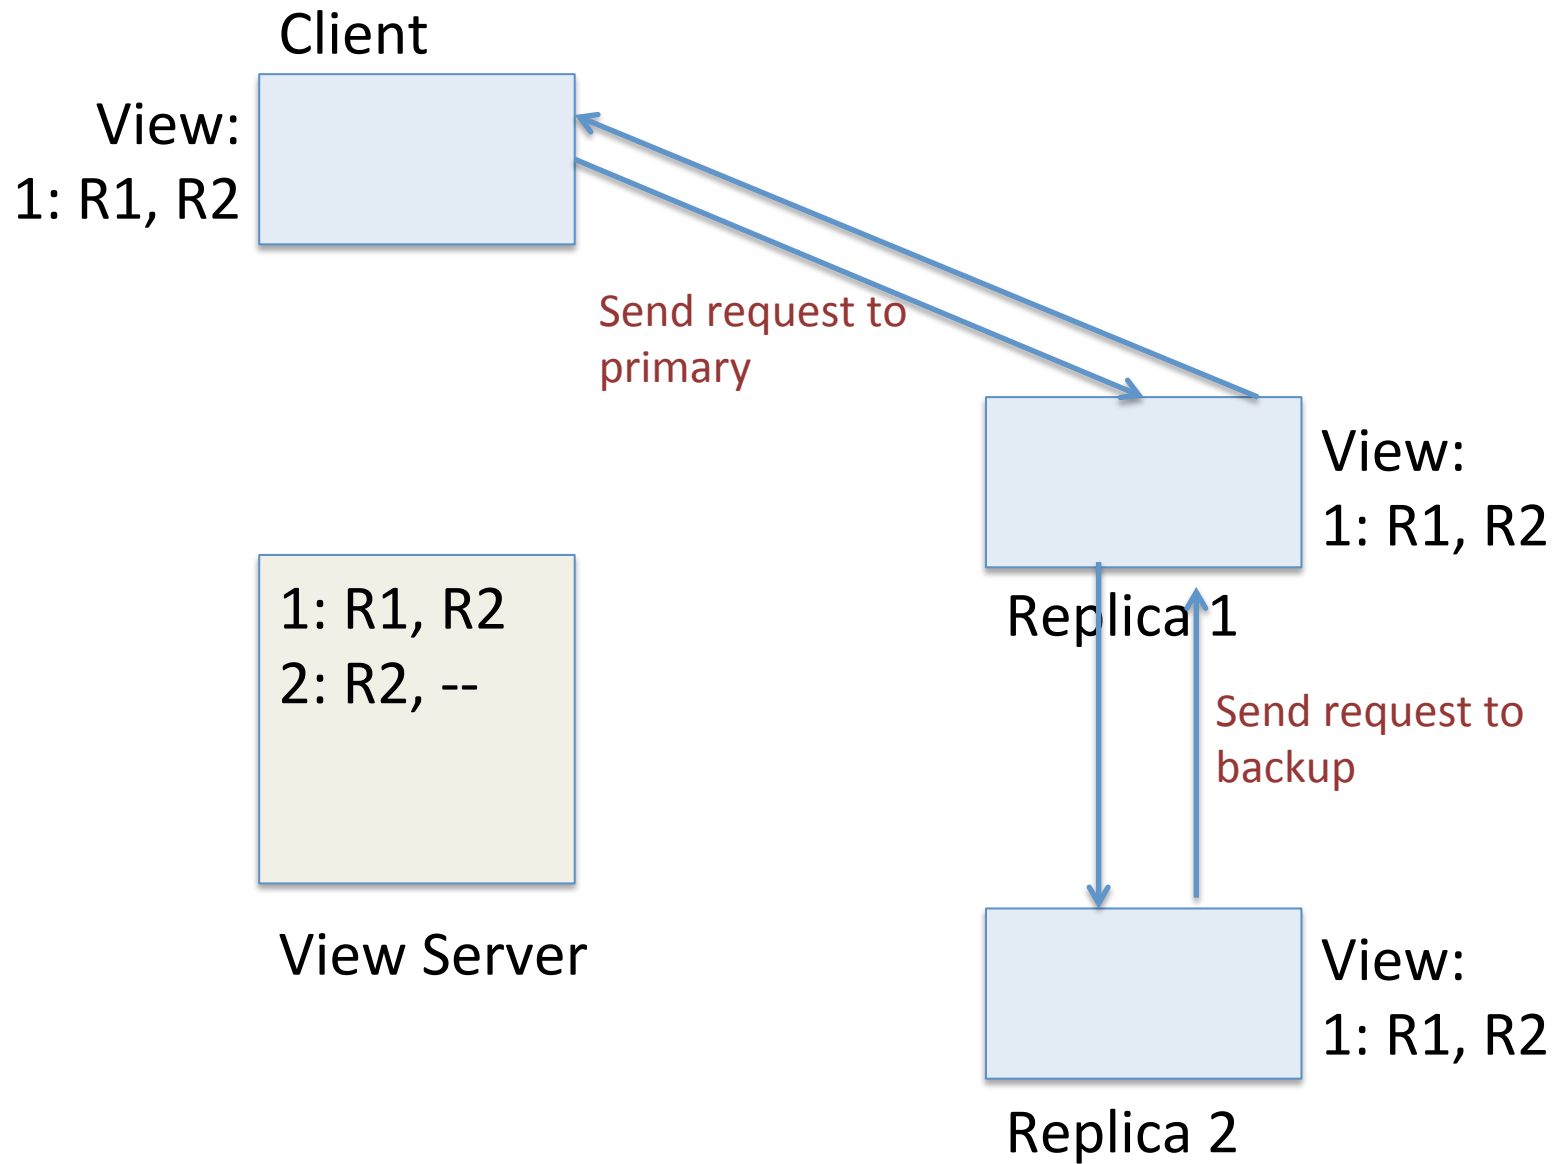 Client
View:
1: R1, R2
Send request to
primary
View:
1: R1, R2
Replica 1
1: R1, R2
2: R2, --
View Server
Send request to
backup
View:
1: R1, R2
Replica 2